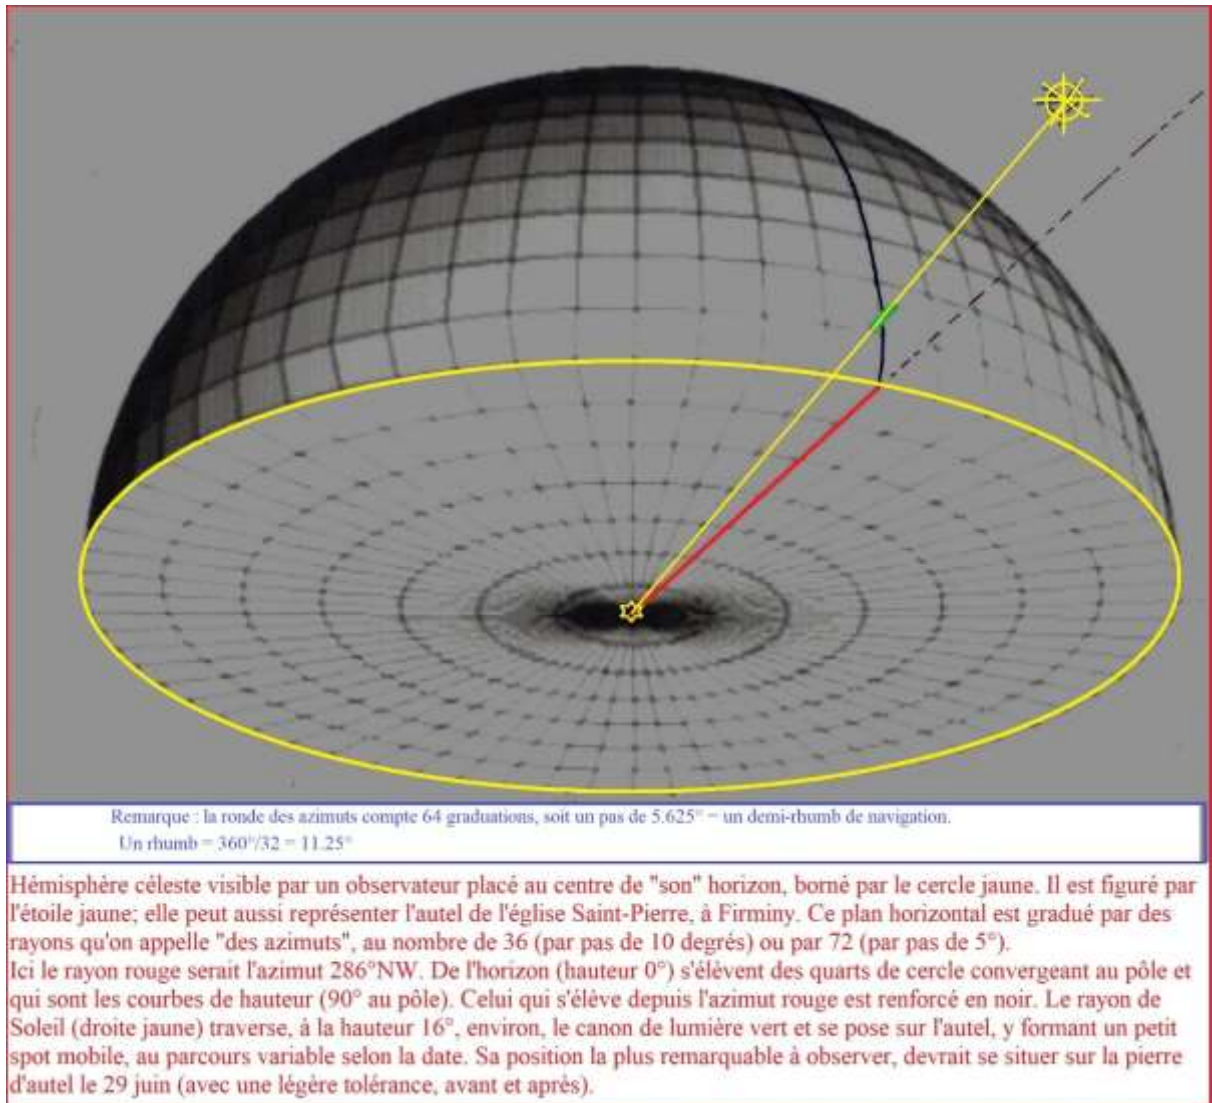 Remarque : la ronde des azimuts compte 64 graduations, soit un pas de 5.625° = un demi-rhumb de navigation.
Un rhumb = 360°/32 = 11.25°
Hémisphère céleste visible par un observateur placé au centre de "son" horizon, borné par le cercle jaune. Il est figuré par
l'étoile jaune; elle peut aussi représenter l'autel de l'église Saint-Pierre, à Firminy. Ce plan horizontal est gradué par des
rayons qu'on appelle "des azimuts", au nombre de 36 (par pas de 10 degrés) ou par 72 (par pas de 5°).
Ici le rayon rouge serait l'azimut 286°NW. De l'horizon (hauteur 0°) s'élèvent des quarts de cercle convergeant au pôle et
qui sont les courbes de hauteur (90° au pôle). Celui qui s'élève depuis l'azimut rouge est renforcé en noir. Le rayon de
Soleil (droite jaune) traverse, à la hauteur 16°, environ, le canon de lumière vert et se pose sur l'autel, y formant un petit
spot mobile, au parcours variable selon la date. Sa position la plus remarquable à observer, devrait se situer sur la pierre
d'autel le 29 juin (avec une légère tolérance, avant et après).